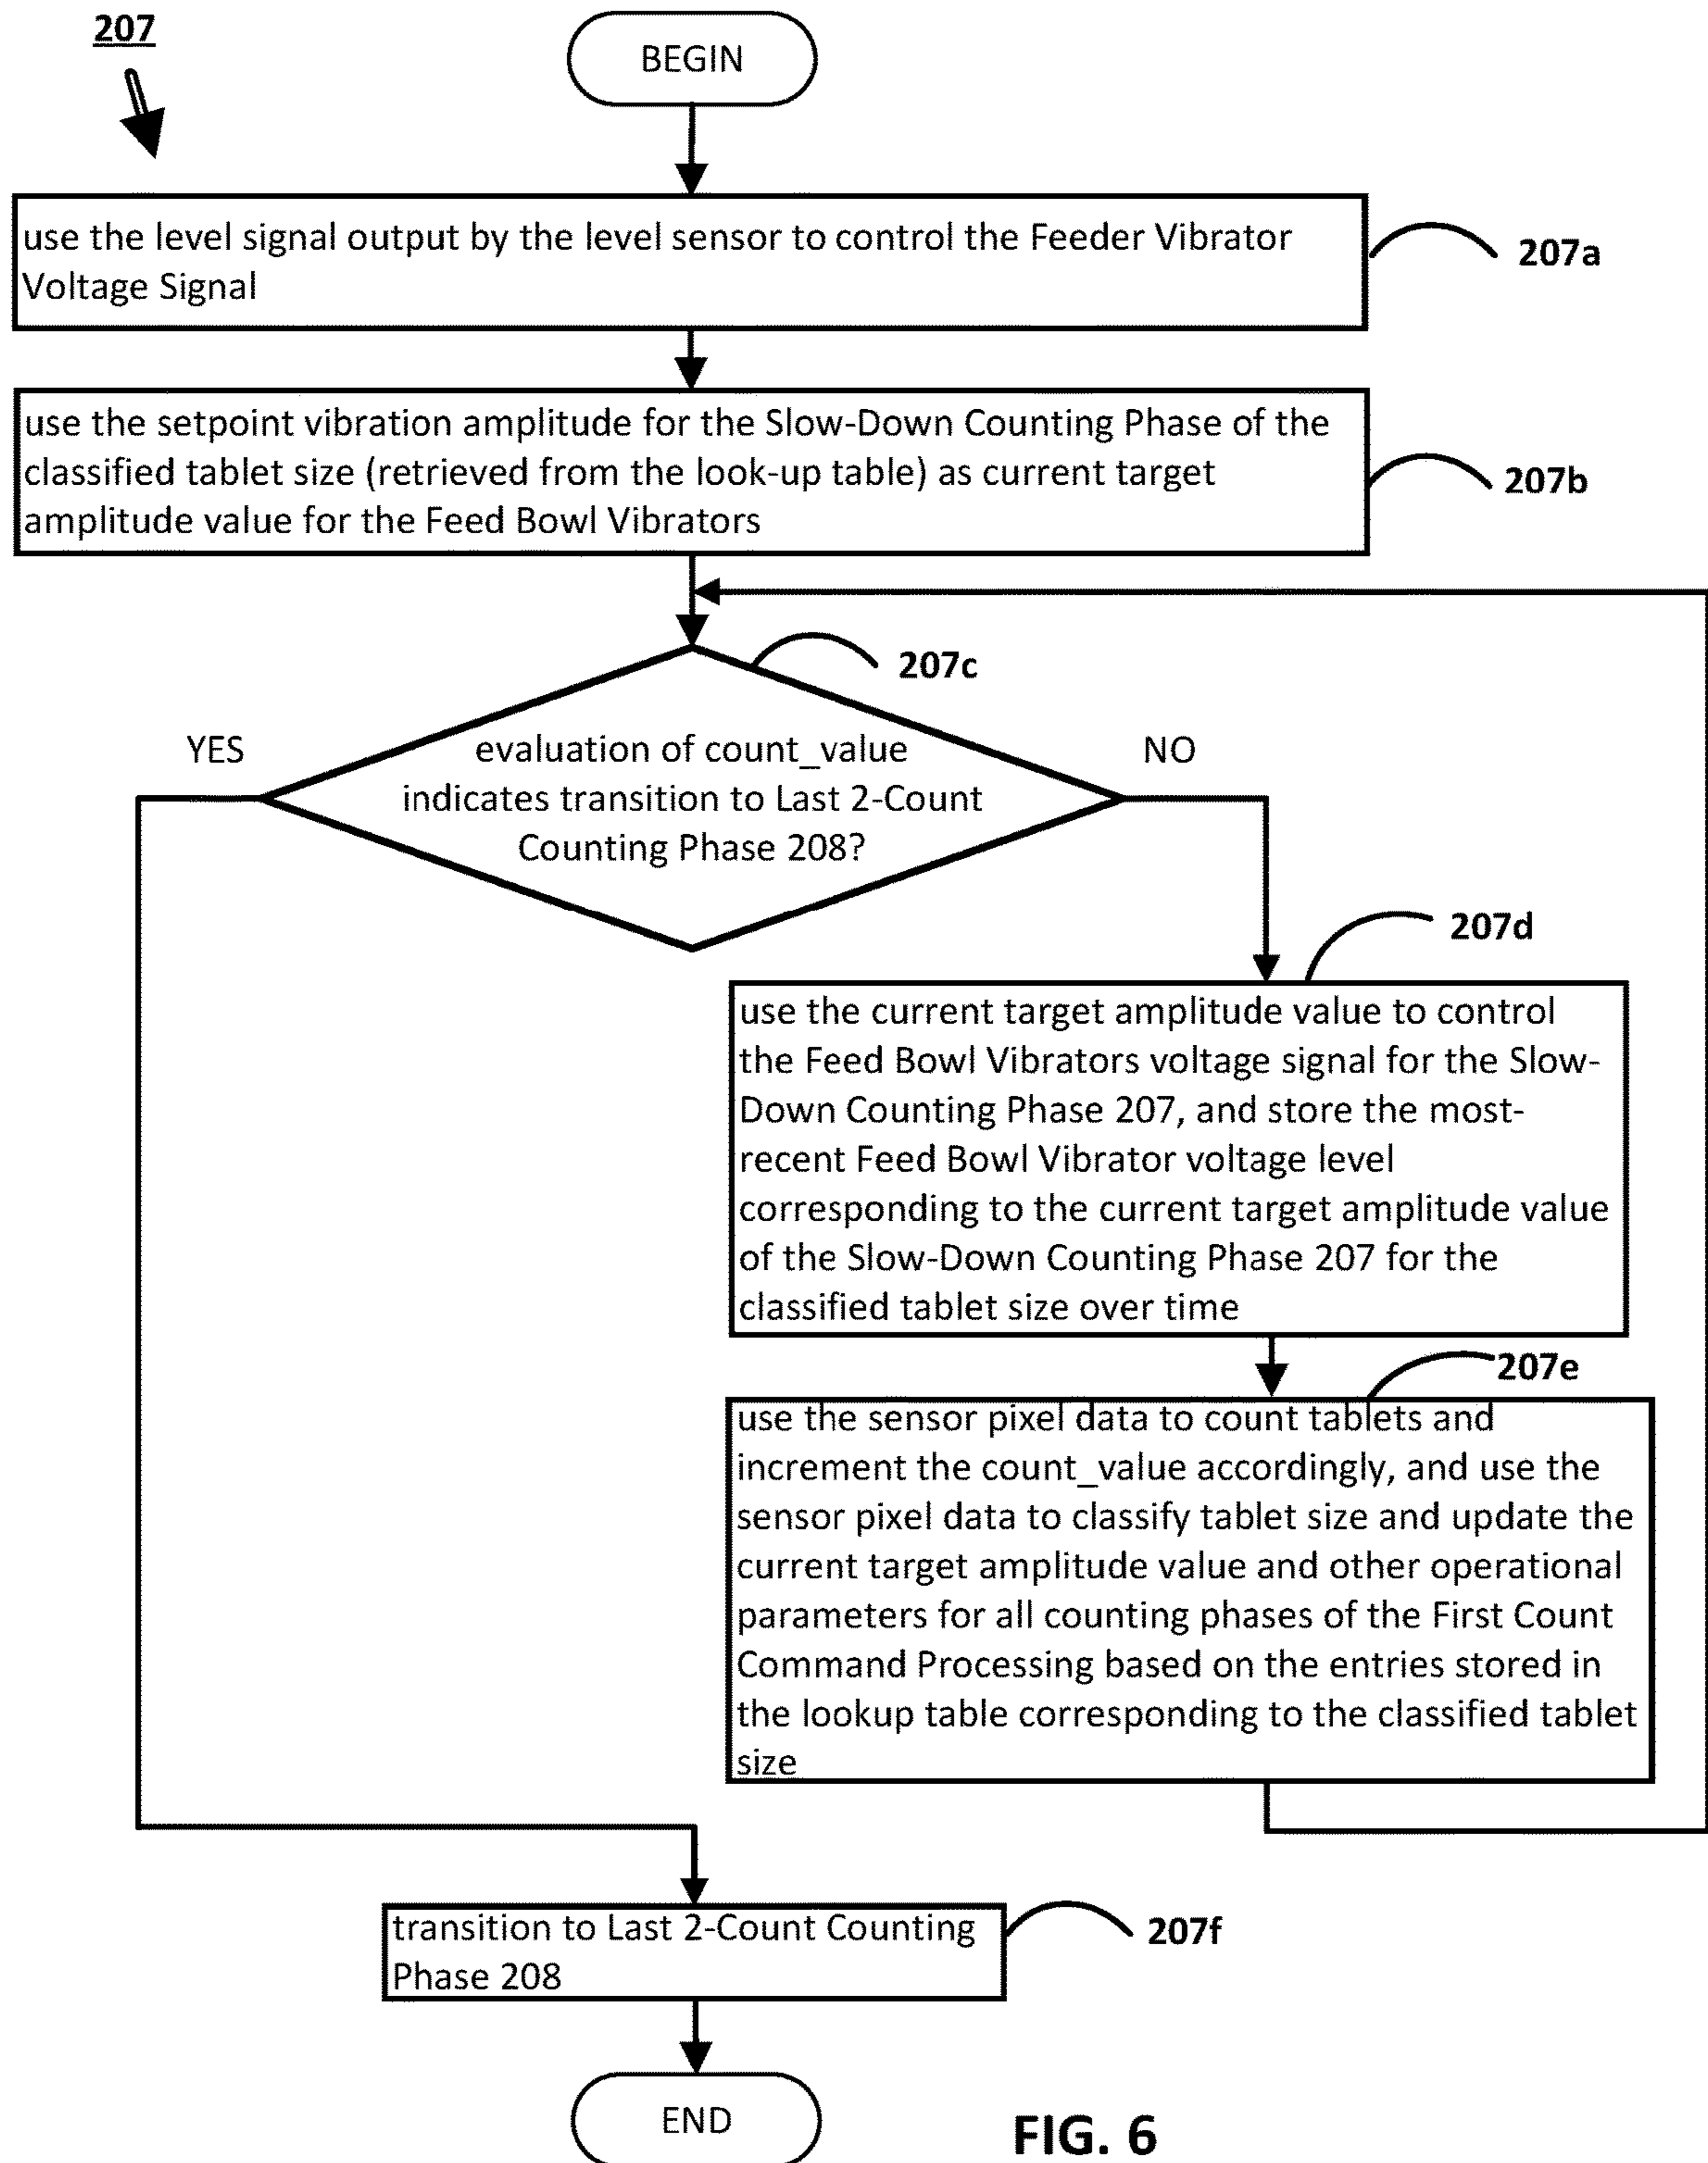 207
BEGIN
use the level signal output by the level sensor to control the Feeder Vibrator
Voltage Signal
207a
use the setpoint vibration amplitude for the Slow-Down Counting Phase of the
classified tablet size (retrieved from the look-up table) as current target
amplitude value for the Feed Bowl Vibrators
207b
207c
YES
evaluation of count_value
indicates transition to Last 2-Count
Counting Phase 208?
NO
207d
use the current target amplitude value to control
the Feed Bowl Vibrators voltage signal for the Slow-
Down Counting Phase 207, and store the most-
recent Feed Bowl Vibrator voltage level
corresponding to the current target amplitude value
of the Slow-Down Counting Phase 207 for the
classified tablet size over time
207e
use the sensor pixel data to count tablets and
increment the count_value accordingly, and use the
sensor pixel data to classify tablet size and update the
current target amplitude value and other operational
parameters for all counting phases of the First Count
Command Processing based on the entries stored in
the lookup table corresponding to the classified tablet
size
transition to Last 2-Count Counting
Phase 208
207f
END
FIG. 6